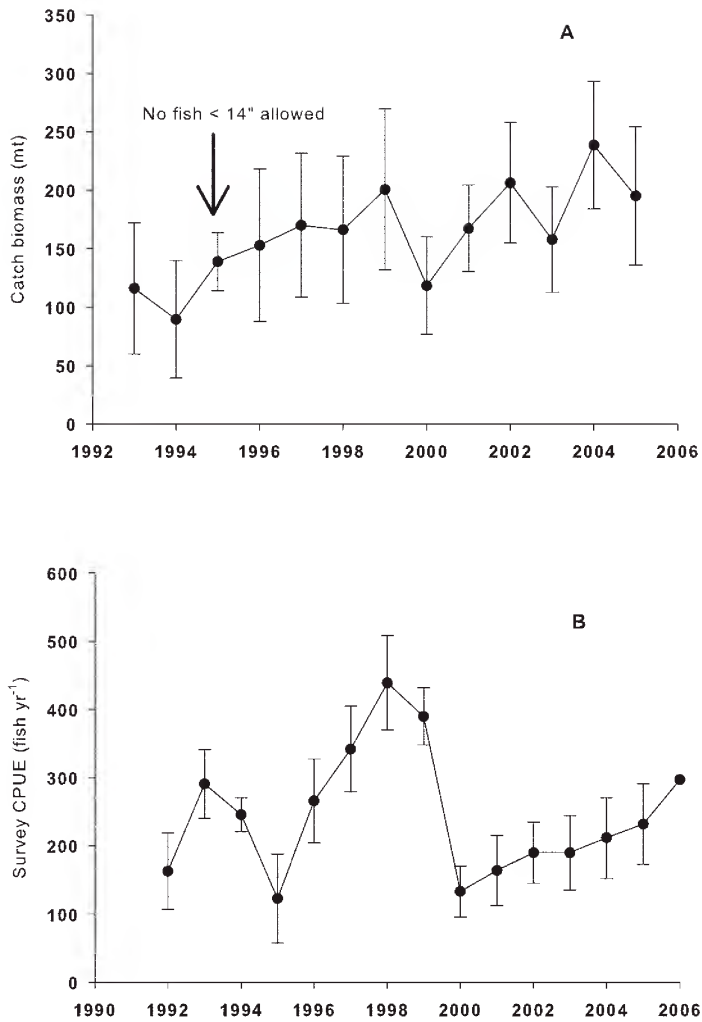 350
A
300
No fish < 14" allowed
250
200
150
100
50
0
Catch biomass (mt)
1992 1994 1996 1998 2000 2002 2004 2006
600
B
500
400
300
200
100
0
Survey CPUE (fish yr⁻¹)
1990 1992 1994 1996 1998 2000 2002 2004 2006